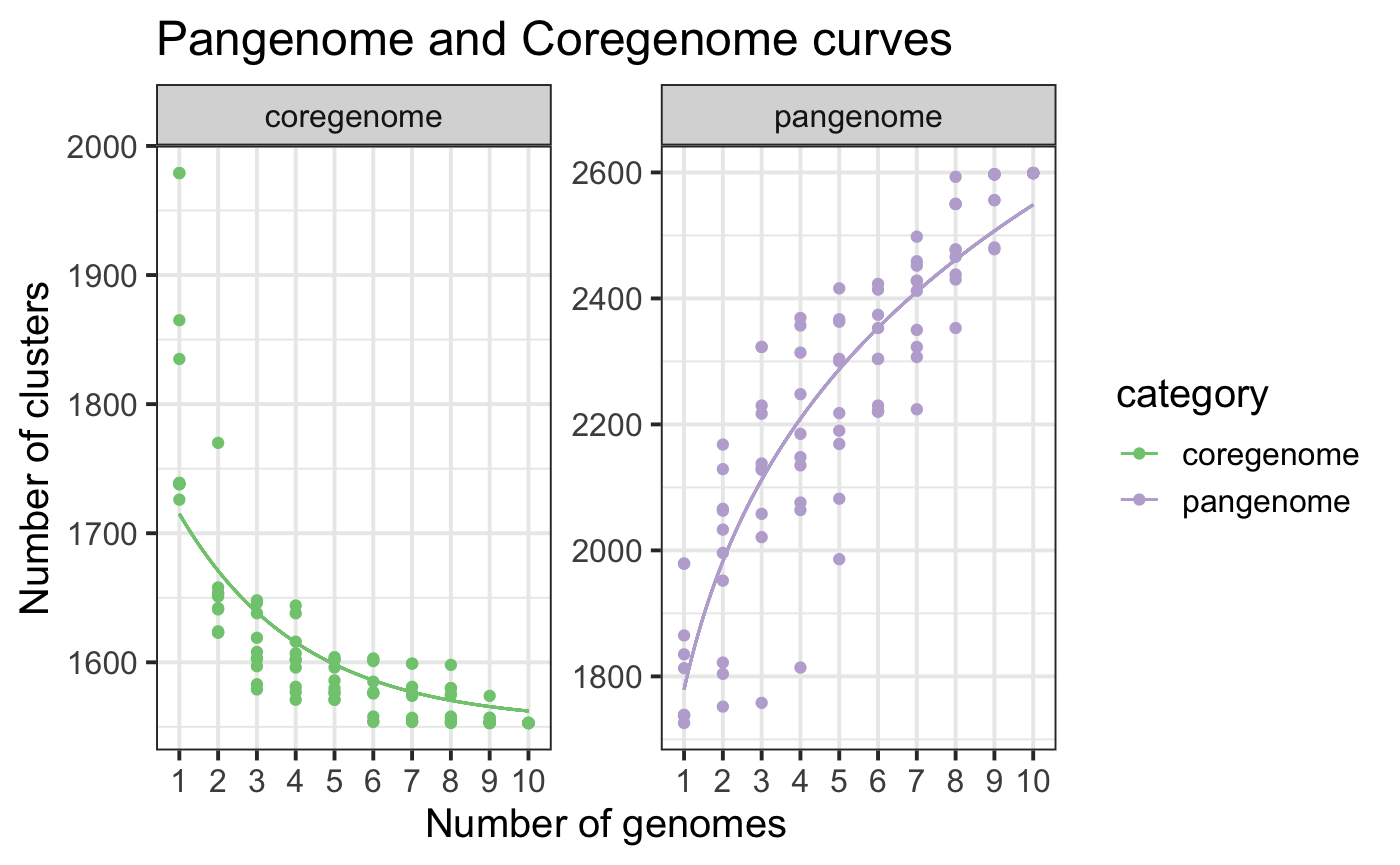 Pangenome and Coregenome curves
coregenome
pangenome
Number of clusters
2000
1900
1800
1700
1600
2600
2400
2200
2000
1800
1 2 3 4 5 6 7 8 9 10
1 2 3 4 5 6 7 8 9 10
Number of genomes
category
coregenome
pangenome